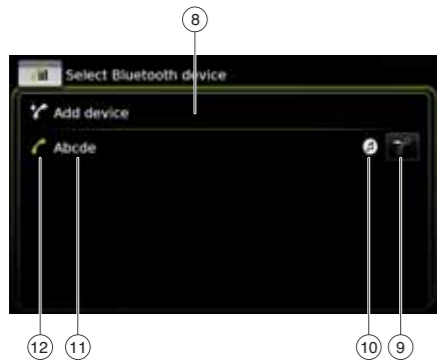 8
Select Bluetooth device
Add device
Abcde
12 11 10 9